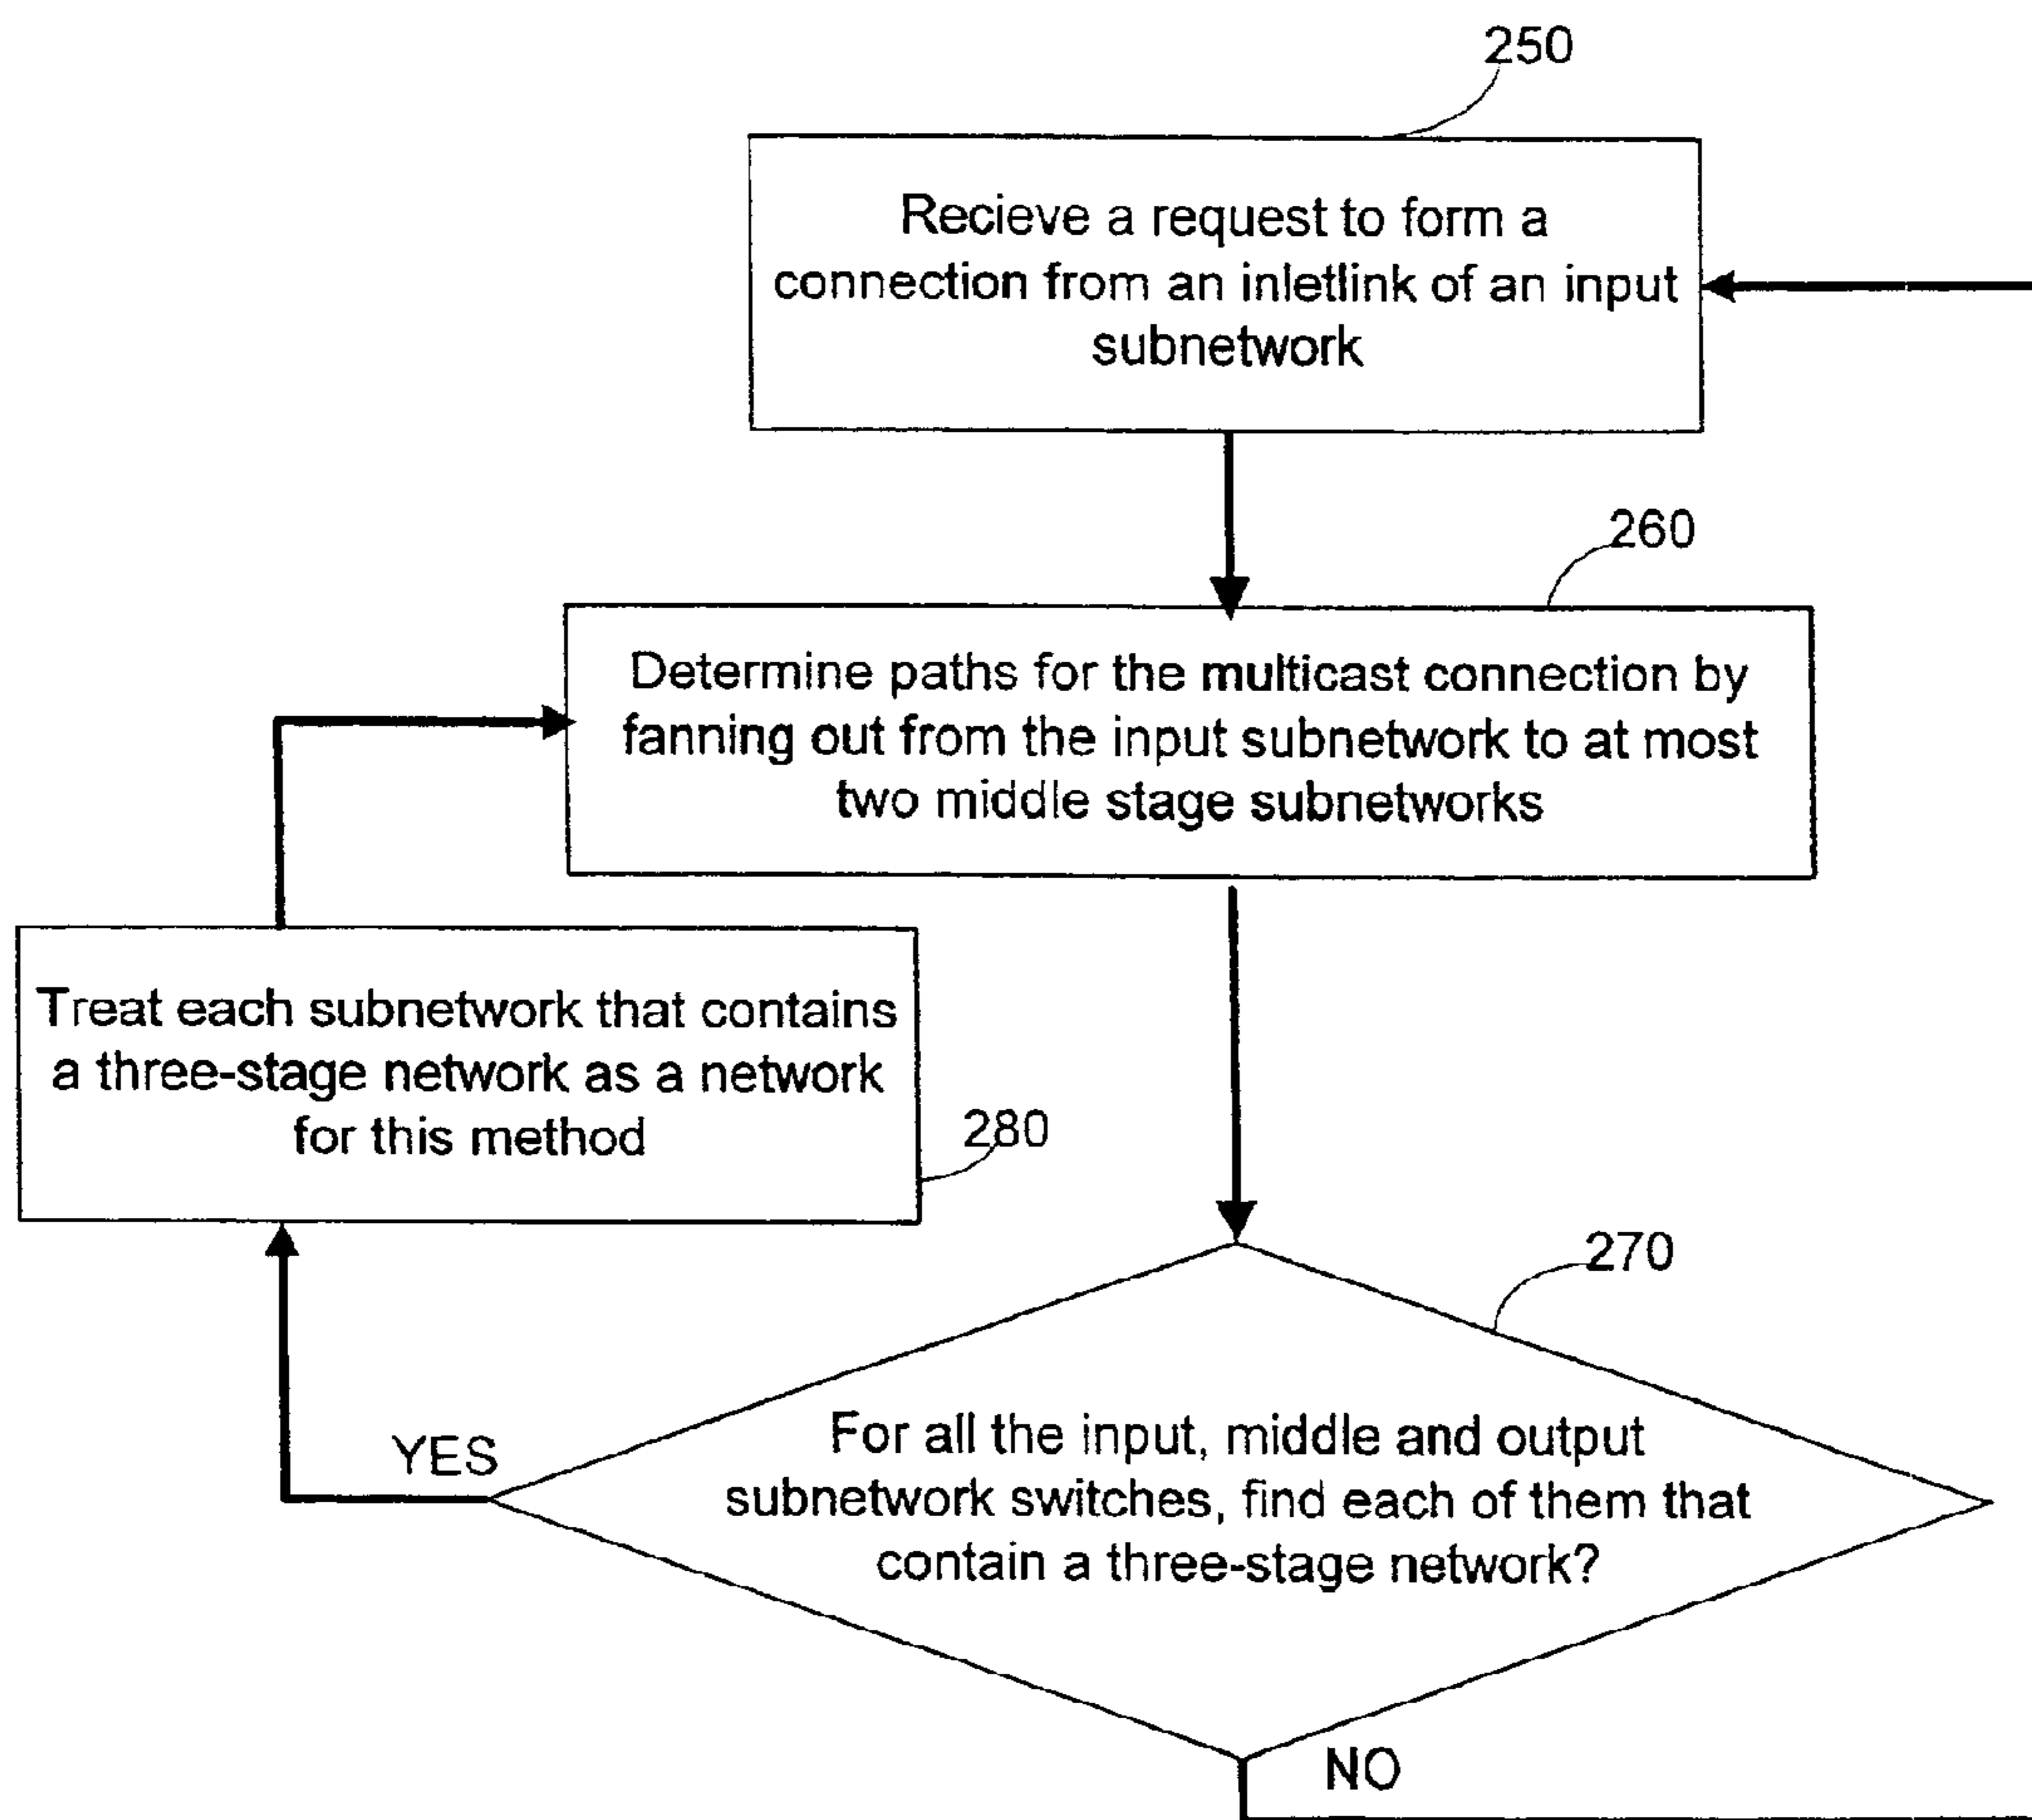 250
Recieve a request to form a
connection from an inletlink of an input
subnetwork
260
Determine paths for the multicast connection by
fanning out from the input subnetwork to at most
two middle stage subnetworks
Treat each subnetwork that contains
a three-stage network as a network
for this method
280
270
For all the input, middle and output
subnetwork switches, find each of them that
contain a three-stage network?
YES
NO